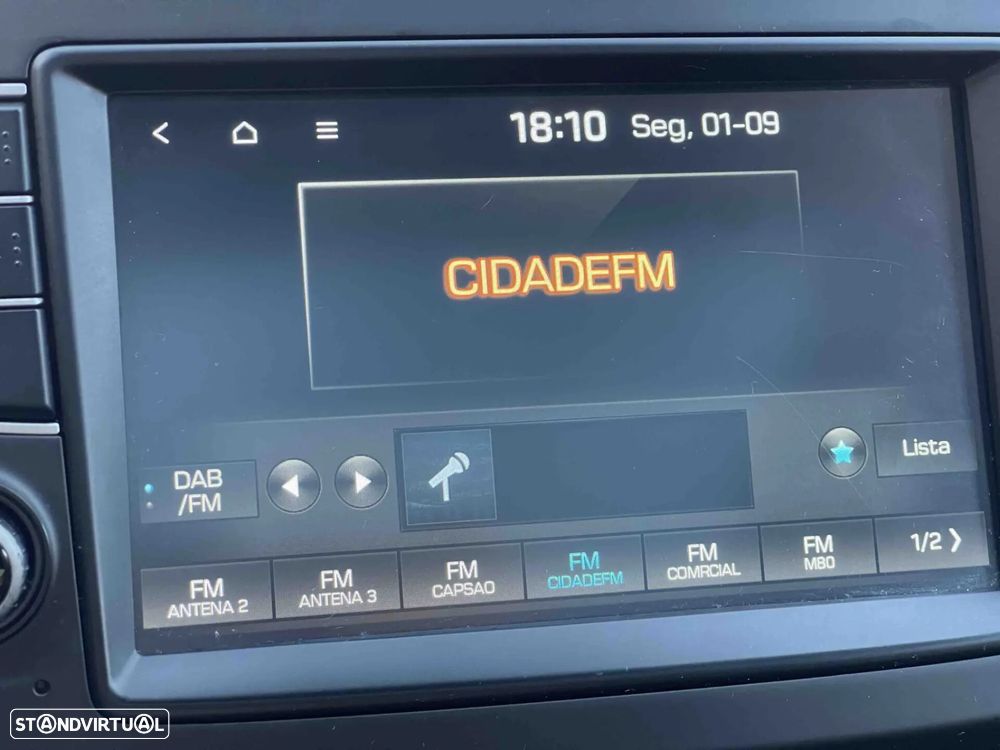 18:10 Seg, 01-09
CIDADEFM
DAB
/FM
Lista
FM
ANTENA 2
FM
ANTENA 3
FM
CAPSAO
FM
CIDADEFM
FM
COMRCIAL
FM
M80
1/2
STANDVIRTUAL